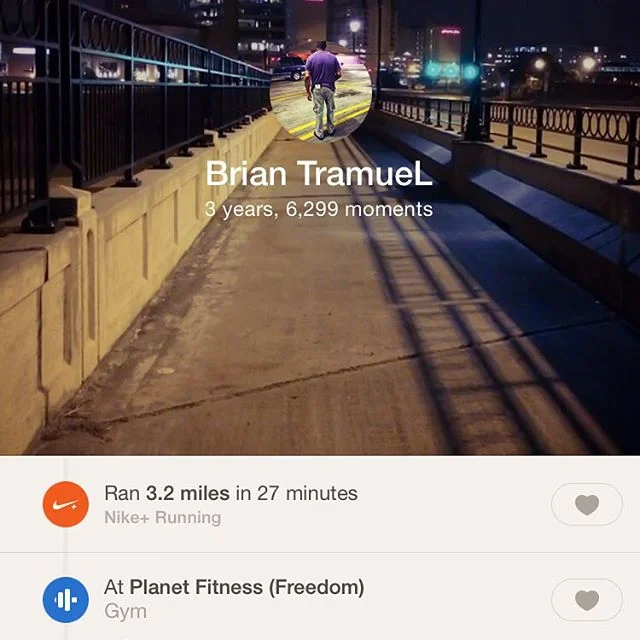 Brian TramueL
3 years, 6,299 moments
Ran 3.2 miles in 27 minutes
Nike+ Running
At Planet Fitness (Freedom)
Gym